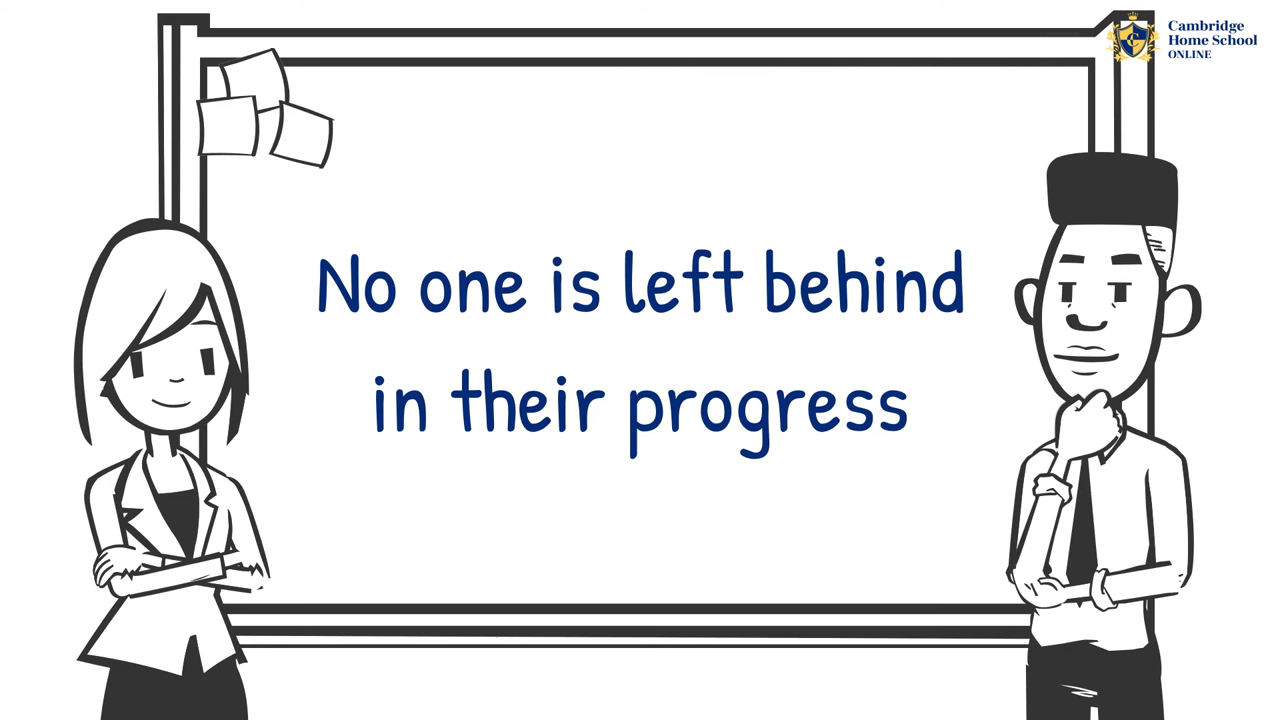 Cambridge
Home School
ONLINE
No one is left behind
in their progress